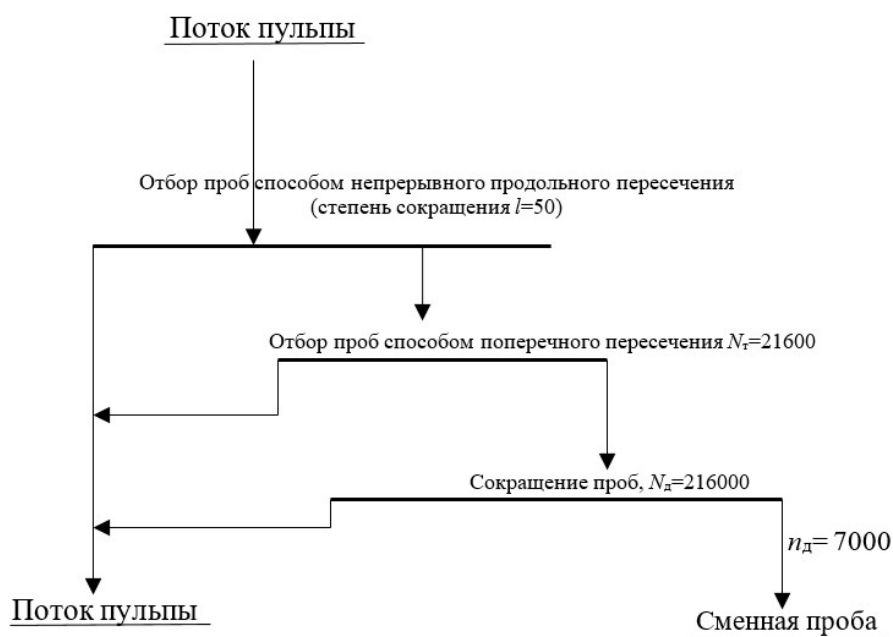 Поток пульпы
Отбор проб способом непрерывного продольного пересечения
(степень сокращения l=50)
Отбор проб способом поперечного пересечения Nт=21600
Сокращение проб, Nд=216000
nд= 7000
Поток пульпы
Сменная проба